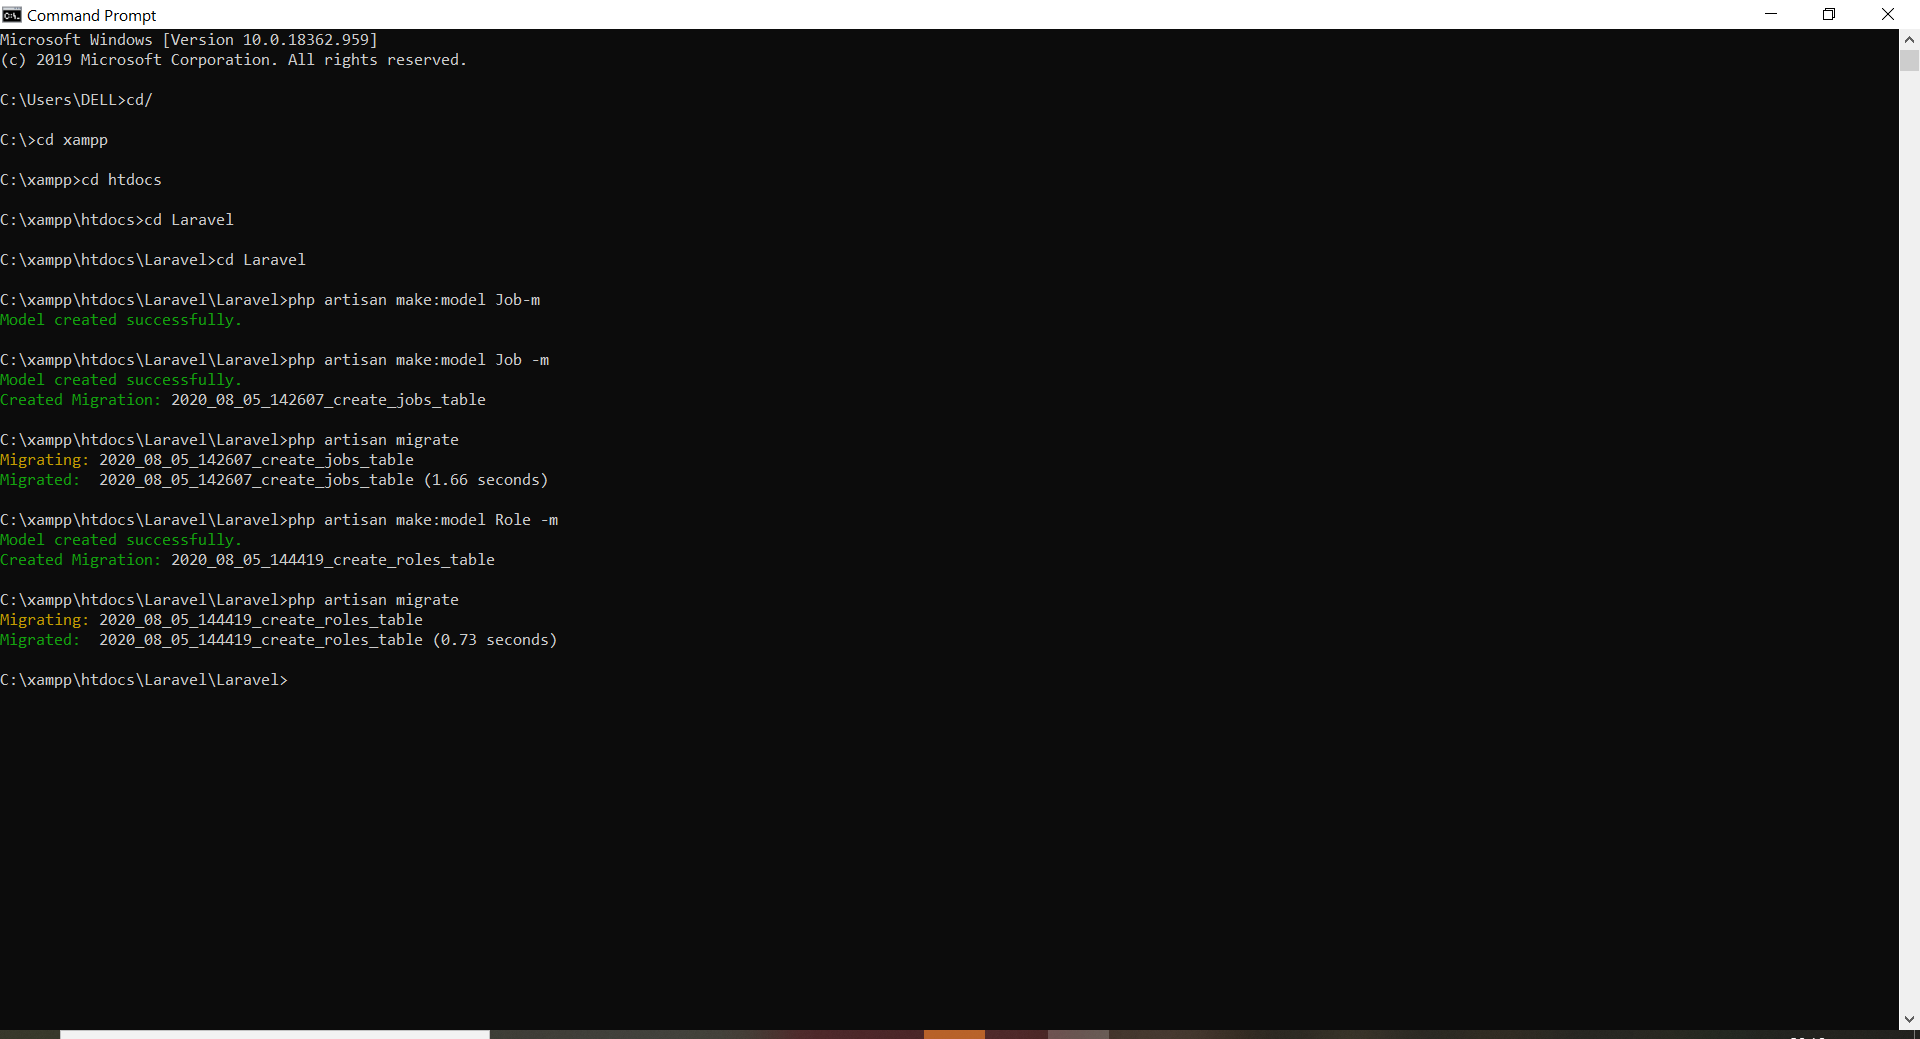 Command Prompt
Microsoft Windows [Version 10.0.18362.959]
(c) 2019 Microsoft Corporation. All rights reserved.
C:\Users\DELL>cd/
C:\>cd xampp
C:\xampp>cd htdocs
C:\xampp\htdocs>cd Laravel
C:\xampp\htdocs\Laravel>cd Laravel
C:\xampp\htdocs\Laravel\Laravel>php artisan make:model Job-m
Model created successfully.
C:\xampp\htdocs\Laravel\Laravel>php artisan make:model Job -m
Model created successfully.
Created Migration: 2020_08_05_142607_create_jobs_table
C:\xampp\htdocs\Laravel\Laravel>php artisan migrate
Migrating: 2020_08_05_142607_create_jobs_table
Migrated:  2020_08_05_142607_create_jobs_table (1.66 seconds)
C:\xampp\htdocs\Laravel\Laravel>php artisan make:model Role -m
Model created successfully.
Created Migration: 2020_08_05_144419_create_roles_table
C:\xampp\htdocs\Laravel\Laravel>php artisan migrate
Migrating: 2020_08_05_144419_create_roles_table
Migrated:  2020_08_05_144419_create_roles_table (0.73 seconds)
C:\xampp\htdocs\Laravel\Laravel>